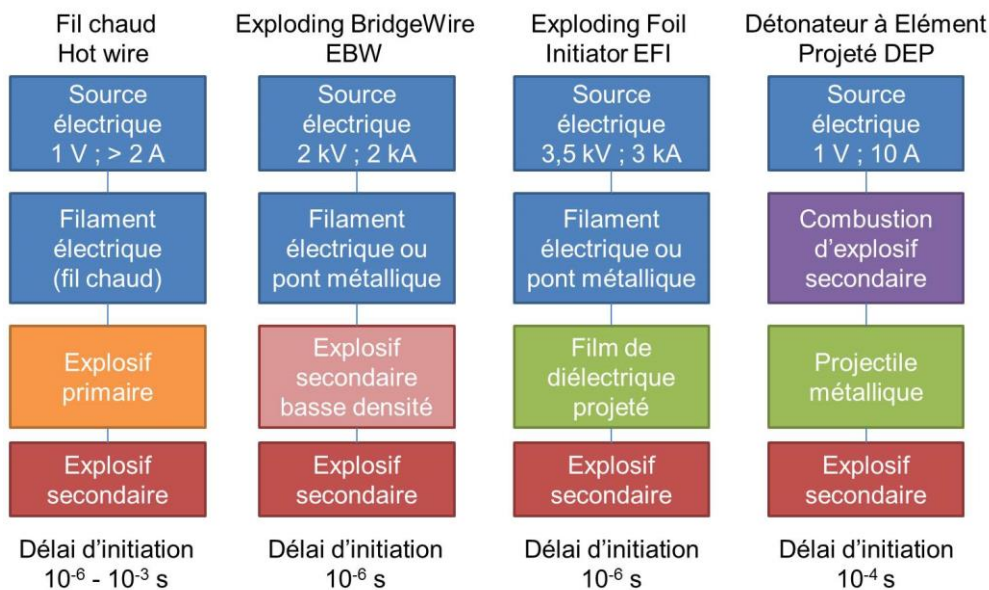 Fil chaud
Hot wire
Source
électrique
1 V ; > 2 A
Filament
électrique
(fil chaud)
Explosif
primaire
Explosif
secondaire
Délai d’initiation
10⁻⁶ - 10⁻³ s
Exploding BridgeWire
EBW
Source
électrique
2 kV ; 2 kA
Filament
électrique ou
pont métallique
Explosif
secondaire
basse densité
Explosif
secondaire
Délai d’initiation
10⁻⁶ s
Exploding Foil
Initiator EFI
Source
électrique
3,5 kV ; 3 kA
Filament
électrique ou
pont métallique
Film de
diélectrique
projeté
Explosif
secondaire
Délai d’initiation
10⁻⁶ s
Détonateur à Elément
Projeté DEP
Source
électrique
1 V ; 10 A
Combustion
d’explosif
secondaire
Projectile
métallique
Explosif
secondaire
Délai d’initiation
10⁻⁴ s